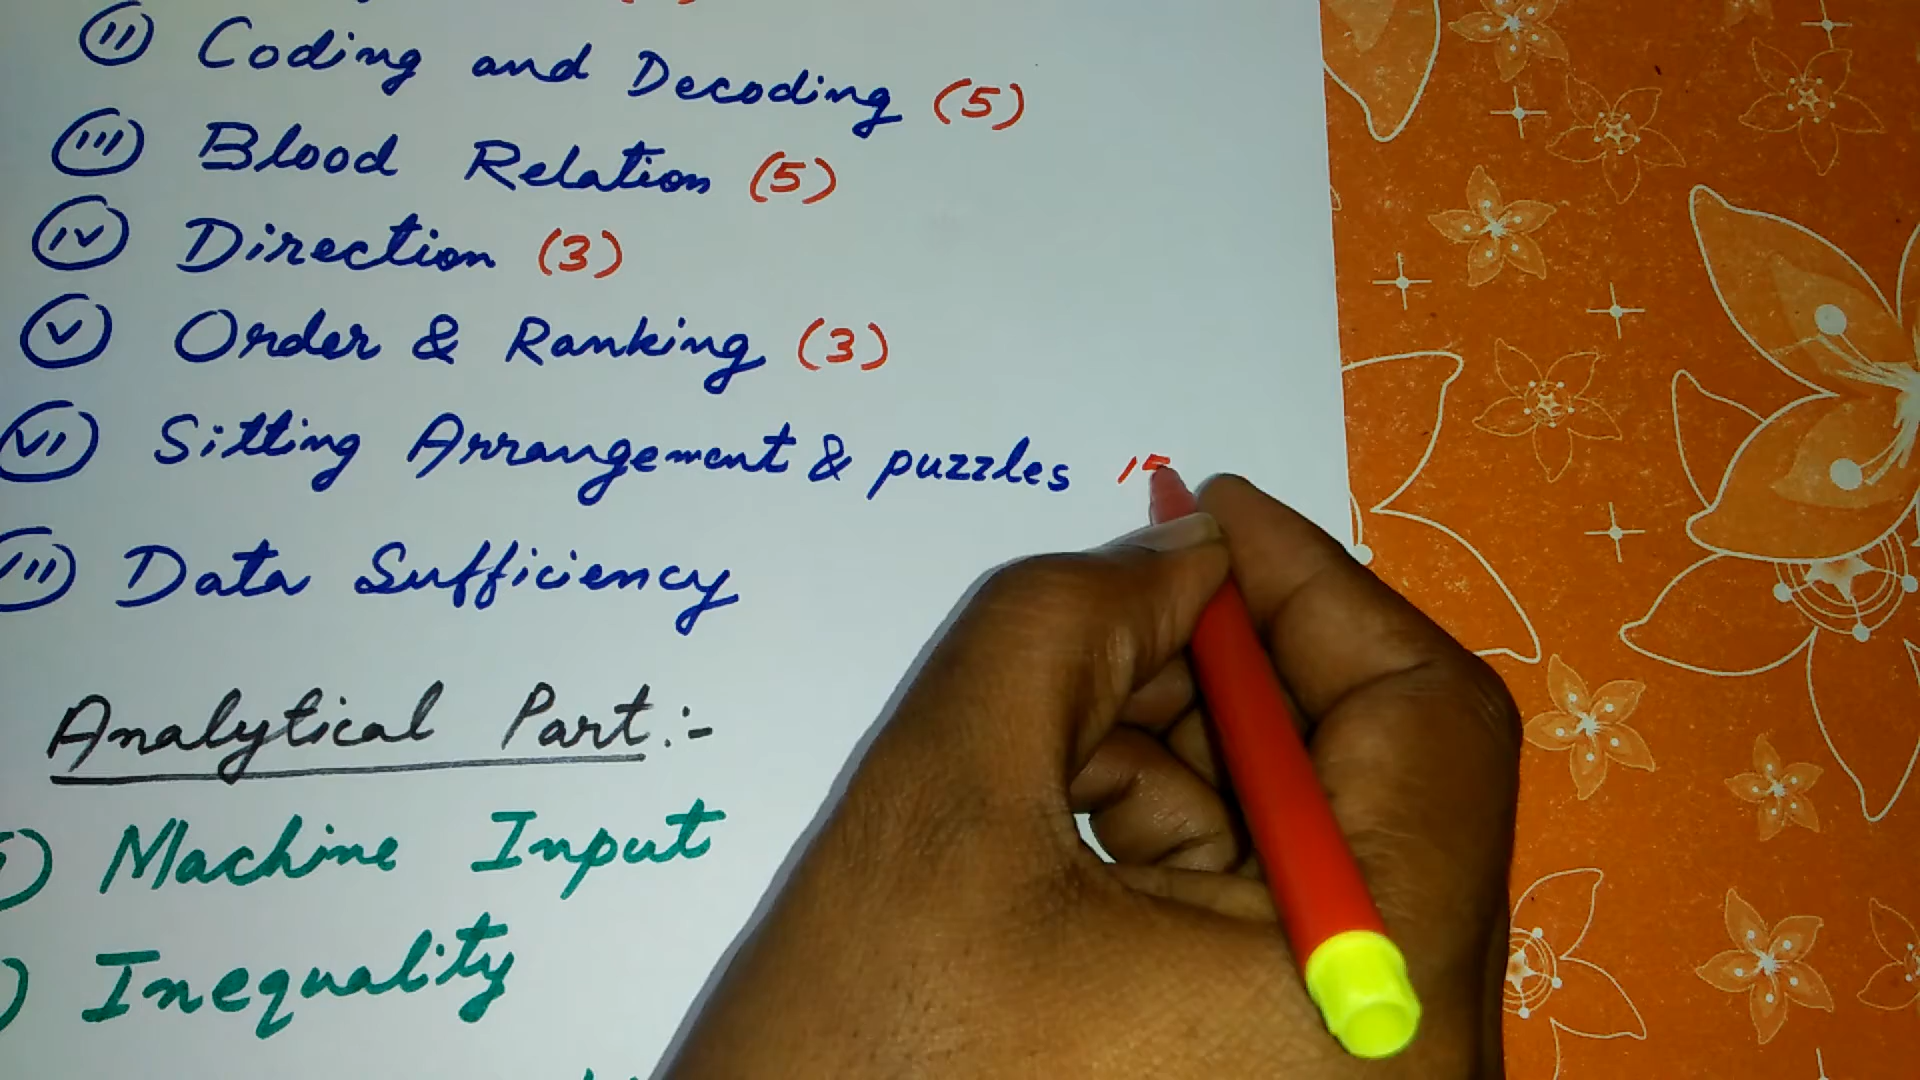 (ii) Coding and Decoding (5)
(iii) Blood Relation (5)
(iv) Direction (3)
(v) Order & Ranking (3)
(vi) Sitting Arrangement & puzzles 15
Data Sufficiency
Analytical Part :-
Machine Input
Inequality